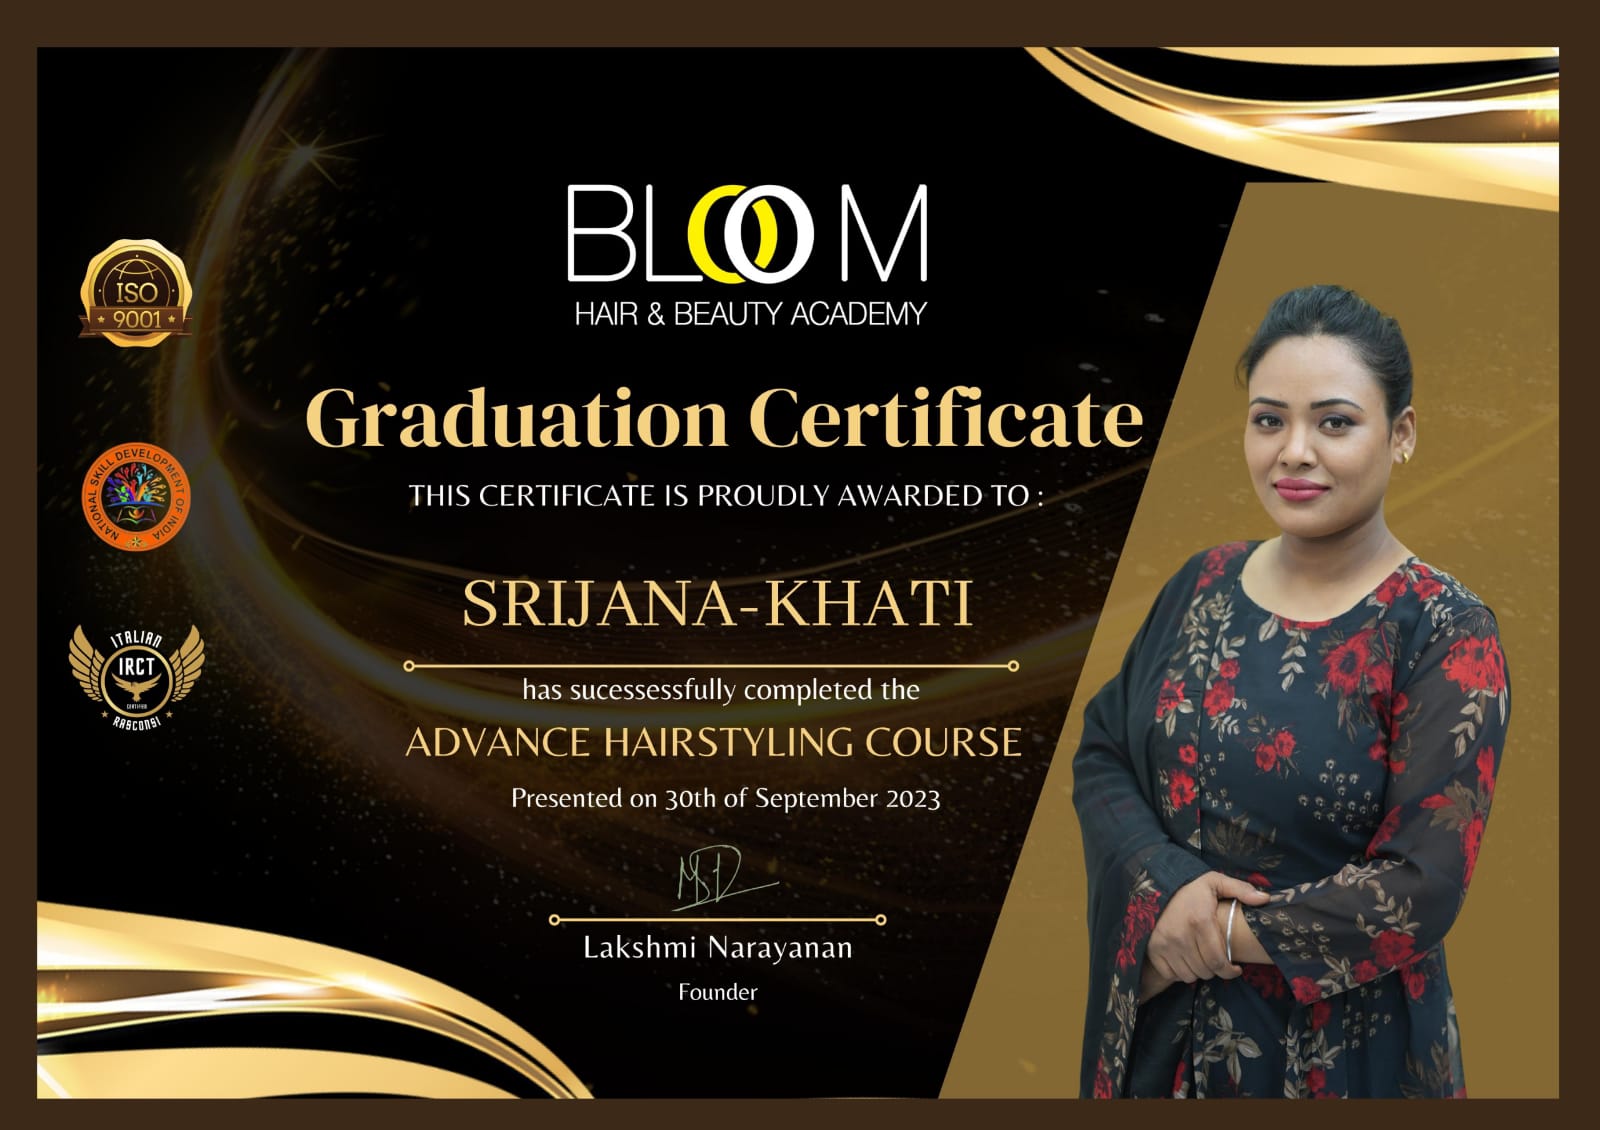 BLOOM
HAIR & BEAUTY ACADEMY
ISO
9001
Graduation Certificate
THIS CERTIFICATE IS PROUDLY AWARDED TO :
NATIONAL SKILL DEVELOPMENT OF INDIA
SRIJANA-KHATI
ITALIAN
IRCT
CERTIFIED
RASCONSI
has sucessessfully completed the
ADVANCE HAIRSTYLING COURSE
Presented on 30th of September 2023
Lakshmi Narayanan
Founder